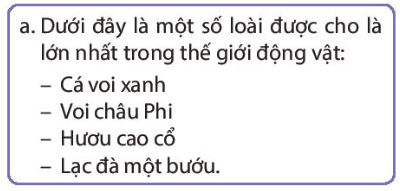 a. Dưới đây là một số loài được cho là
lớn nhất trong thế giới động vật:
– Cá voi xanh
– Voi châu Phi
– Hươu cao cổ
– Lạc đà một bướu.